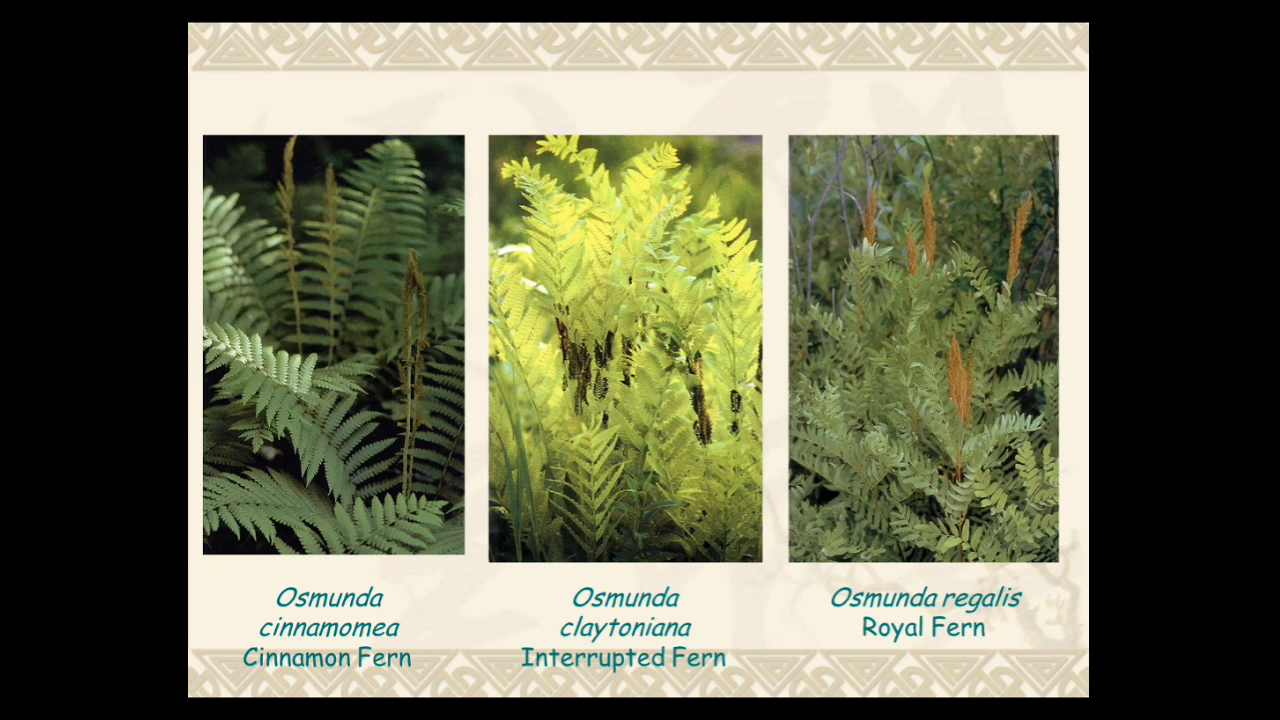 Osmunda
cinnamomea
Cinnamon Fern
Osmunda
claytoniana
Interrupted Fern
Osmunda regalis
Royal Fern